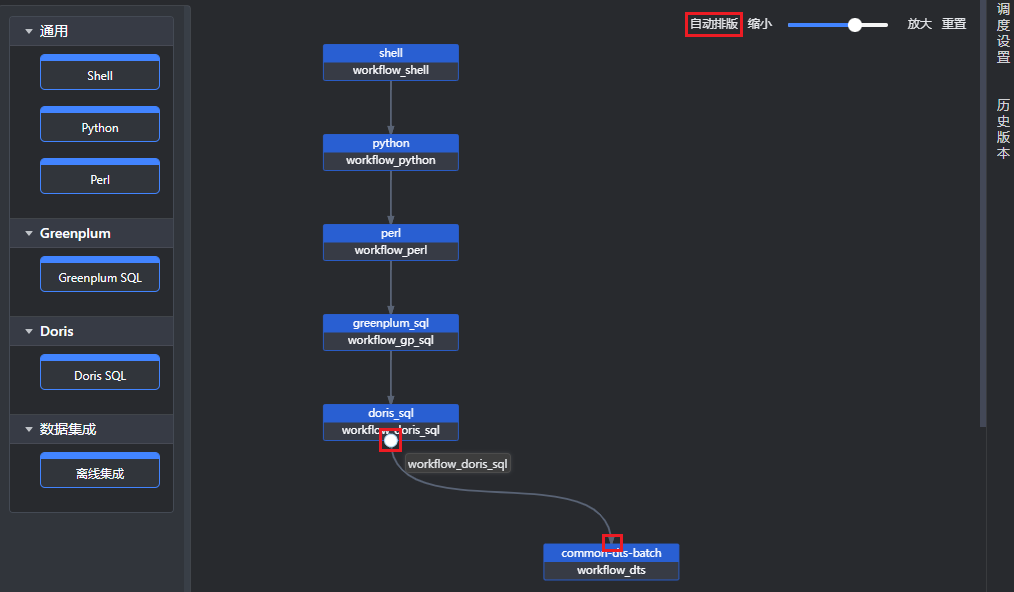 通用
Shell
Python
Perl
Greenplum
Greenplum SQL
Doris
Doris SQL
数据集成
离线集成
自动排版 缩小 放大 重置
shell
workflow_shell
python
workflow_python
perl
workflow_perl
greenplum_sql
workflow_gp_sql
doris_sql
workflow_doris_sql
workflow_doris_sql
common-dts-batch
workflow_dts
调度设置
历史版本